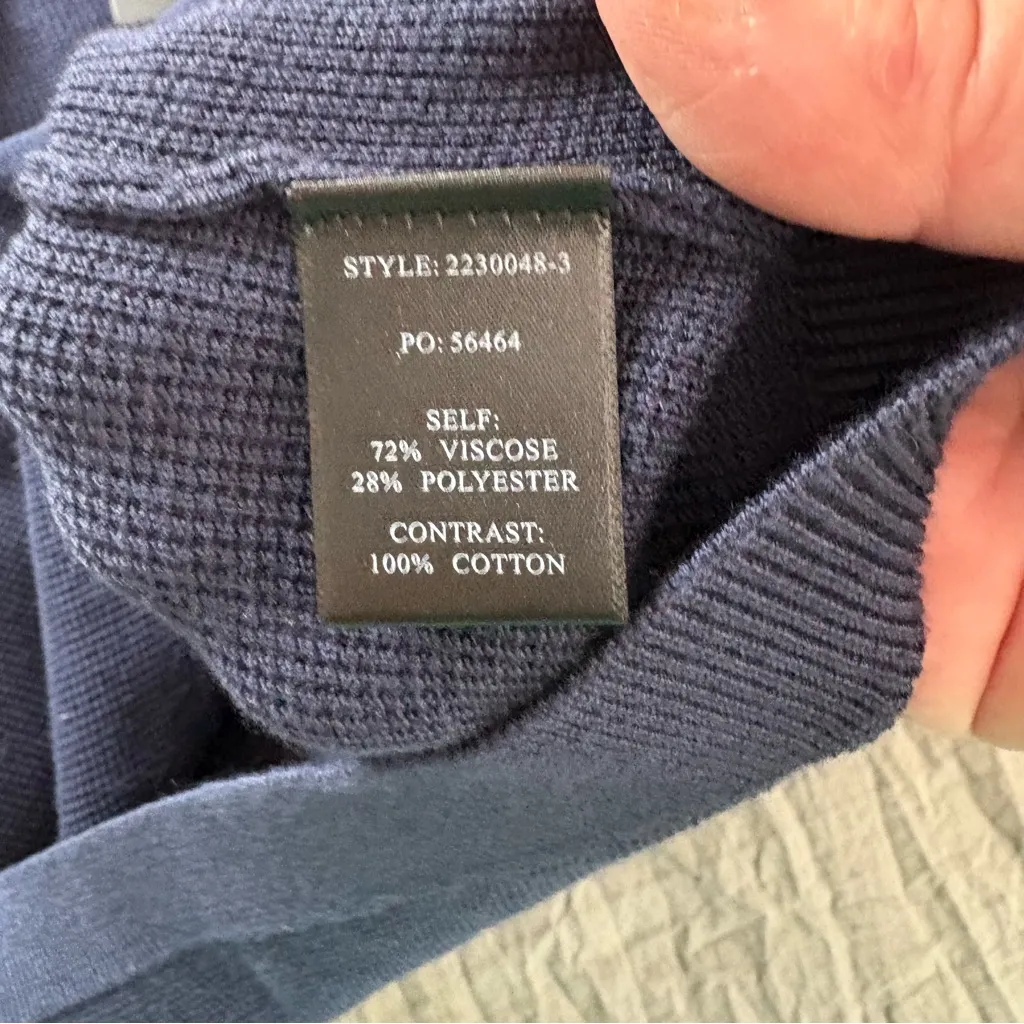 STYLE: 2230048-3
PO: 56464
SELF:
72% VISCOSE
28% POLYESTER
CONTRAST:
100% COTTON